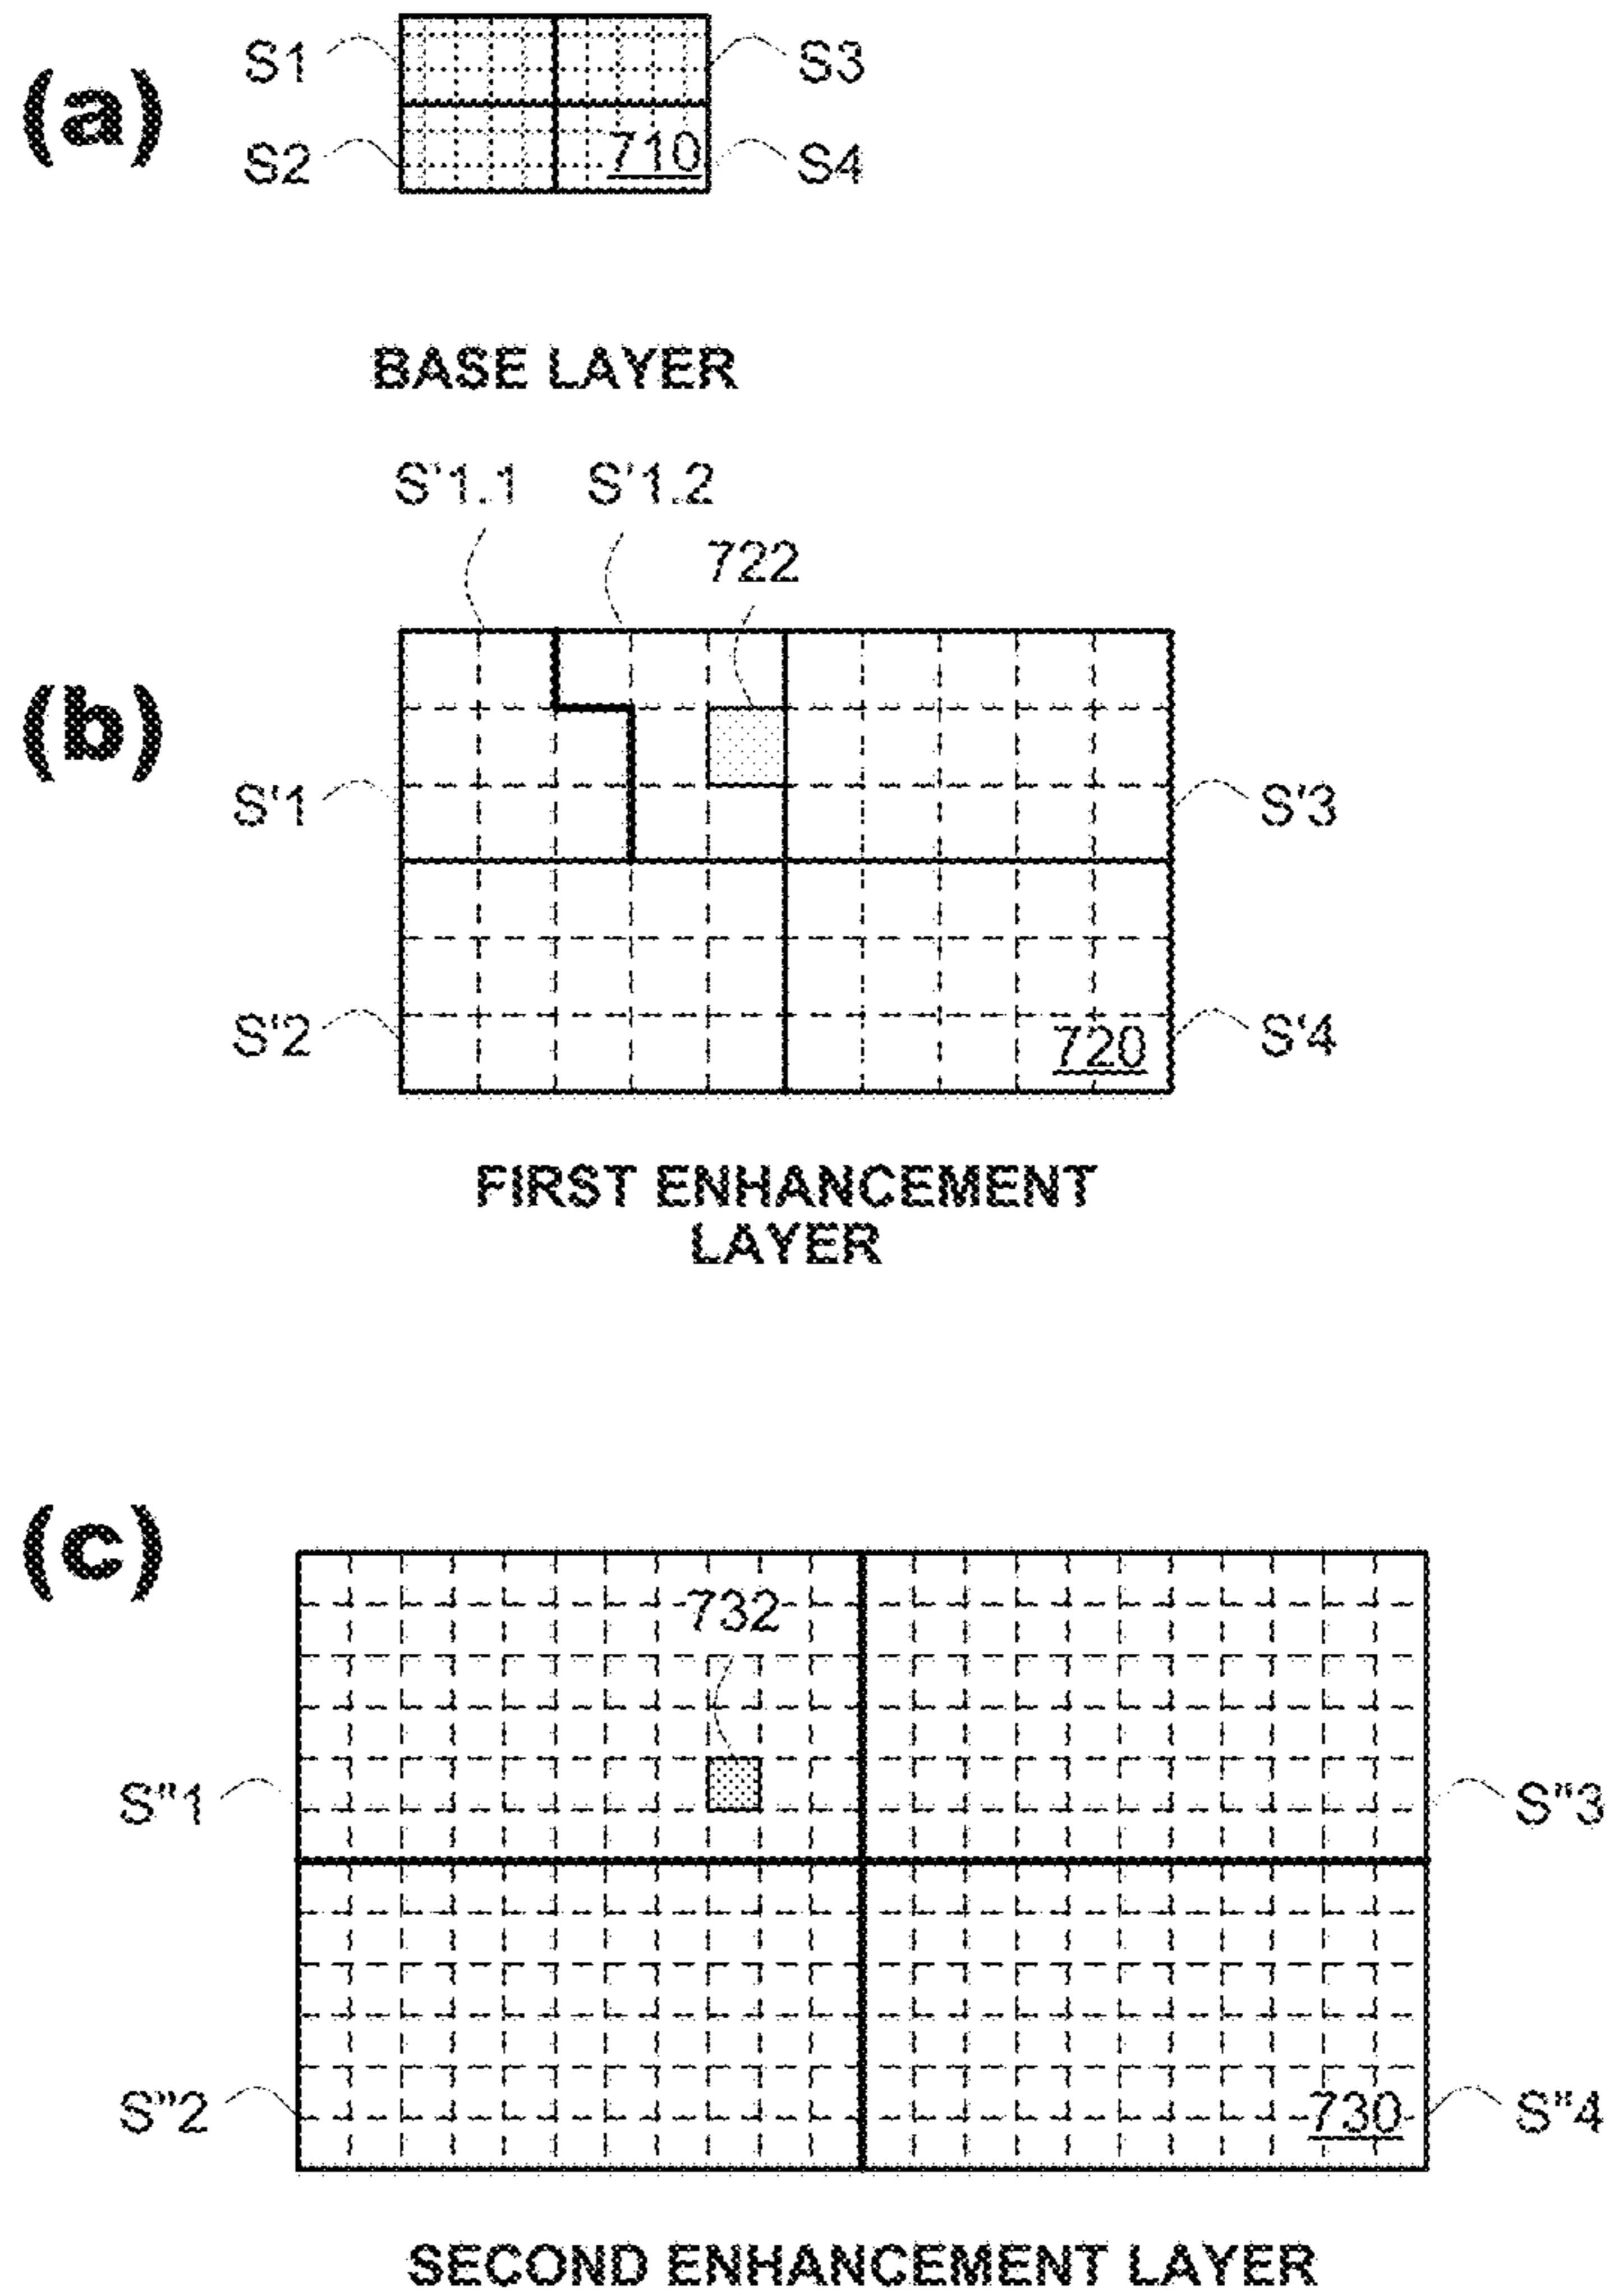 (a)
S1
S3
S2
710
S4
BASE LAYER
S'1.1
S'1.2
722
(b)
S'1
S'3
S'2
720
S'4
FIRST ENHANCEMENT
LAYER
(c)
732
S"1
S"3
S"2
730
S"4
SECOND ENHANCEMENT LAYER